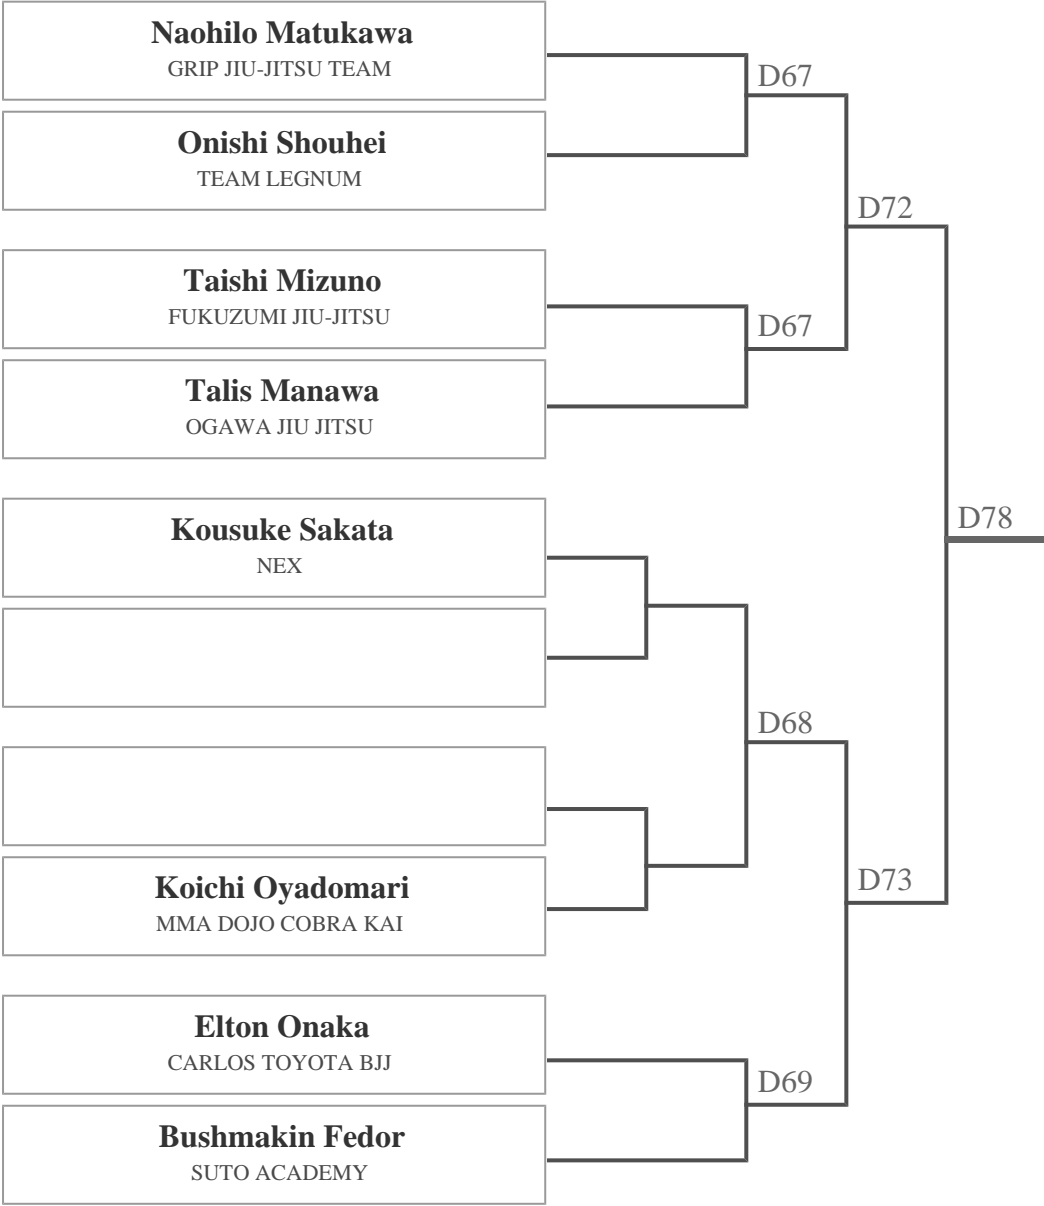 Naohilo Matukawa
GRIP JIU-JITSU TEAM
D67
Onishi Shouhei
TEAM LEGNUM
D72
Taishi Mizuno
FUKUZUMI JIU-JITSU
D67
Talis Manawa
OGAWA JIU JITSU
Kousuke Sakata
NEX
D78
D68
Koichi Oyadomari
MMA DOJO COBRA KAI
D73
Elton Onaka
CARLOS TOYOTA BJJ
D69
Bushmakin Fedor
SUTO ACADEMY